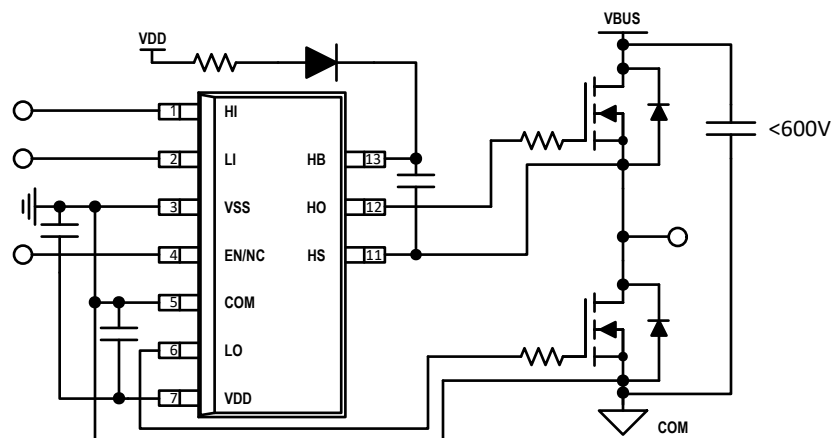 VBUS
VDD
<600V
1 HI
2 LI
HB 13
3 VSS
HO 12
4 EN/NC
HS 11
5 COM
6 LO
7 VDD
COM